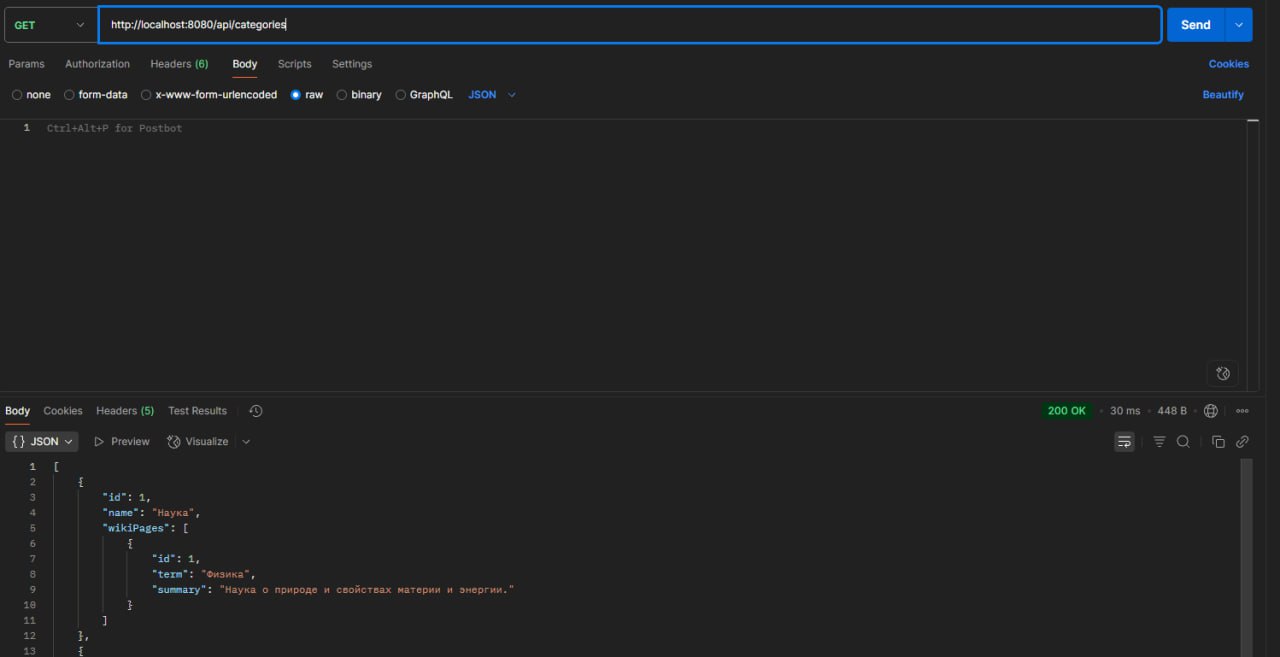 GET http://localhost:8080/api/categories Send
Params Authorization Headers (6) Body Scripts Settings Cookies
none form-data x-www-form-urlencoded raw binary GraphQL JSON Beautify
1 Ctrl+Alt+P for Postbot
Body Cookies Headers (5) Test Results 200 OK • 30 ms • 448 B •
{} JSON Preview Visualize
1 [
2 {
3 "id": 1,
4 "name": "Наука",
5 "wikiPages": [
6 {
7 "id": 1,
8 "term": "Физика",
9 "summary": "Наука о природе и свойствах материи и энергии."
10 }
11 ]
12 },
13 {